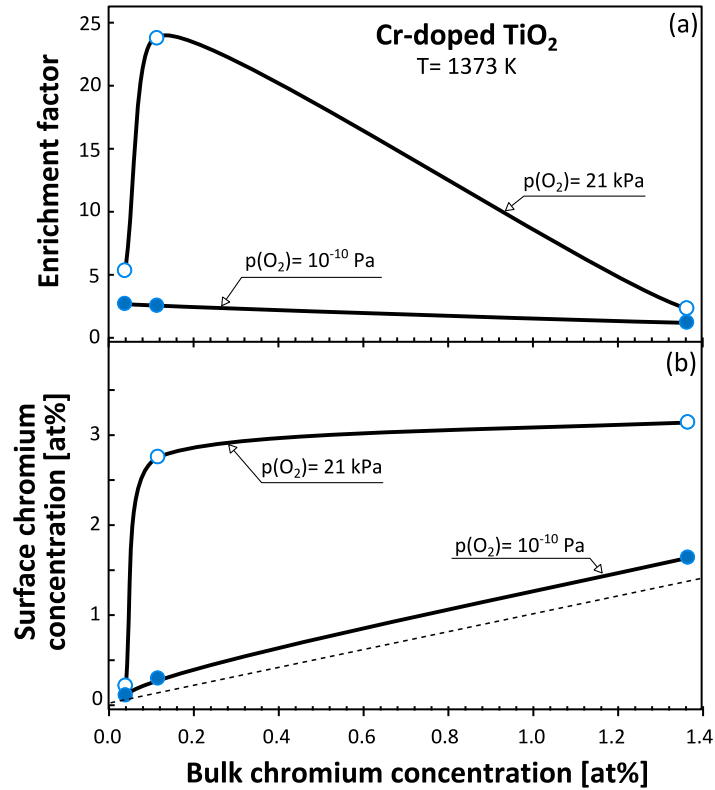 (a)
Cr-doped TiO₂
T= 1373 K
Enrichment factor
25
20
15
10
5
0
p(O₂)= 21 kPa
p(O₂)= 10⁻¹⁰ Pa
(b)
Surface chromium
concentration [at%]
3
2
1
0
p(O₂)= 21 kPa
p(O₂)= 10⁻¹⁰ Pa
0.0 0.2 0.4 0.6 0.8 1.0 1.2 1.4
Bulk chromium concentration [at%]